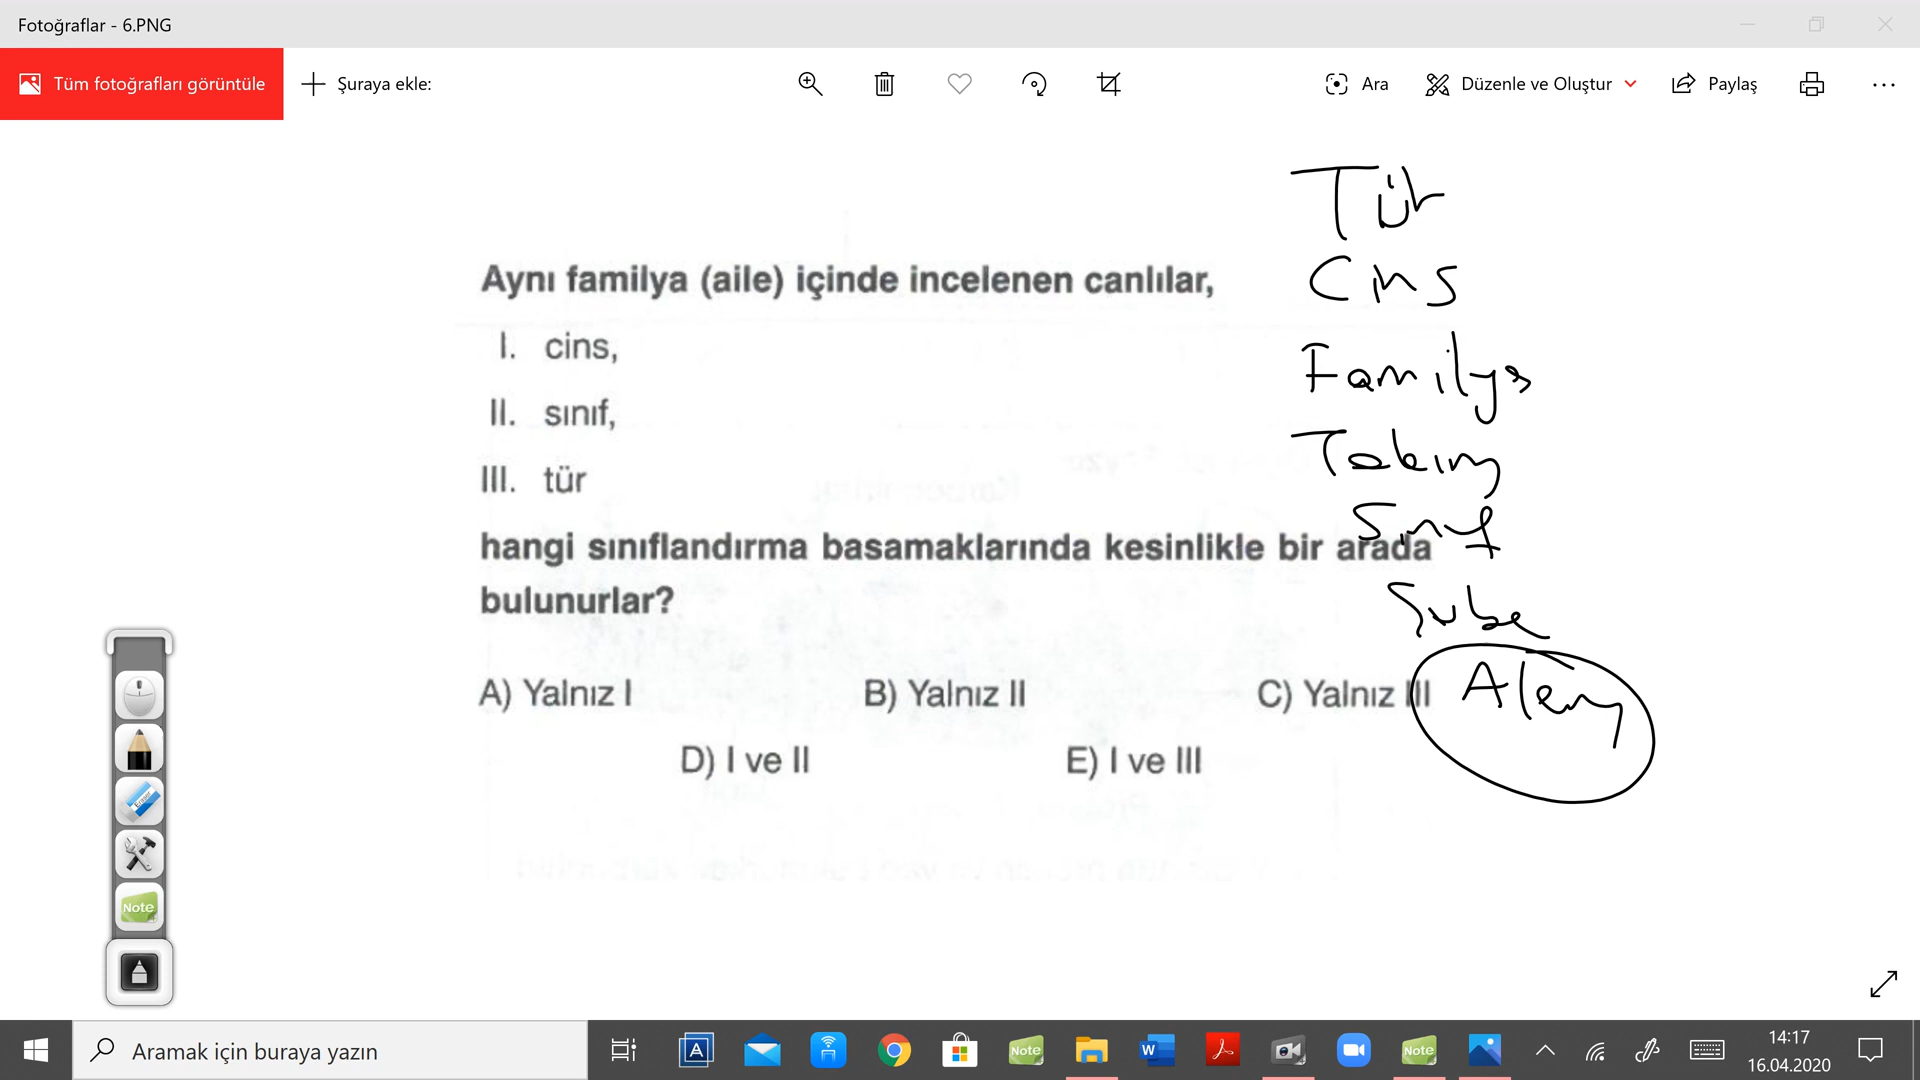 Fotoğraflar - 6.PNG
Tüm fotoğrafları görüntüle
Şuraya ekle:
Ara
Düzenle ve Oluştur
Paylaş
Tür
Cins
Aynı familya (aile) içinde incelenen canlılar,
I. cins,
Familya
II. sınıf,
Takım
III. tür
Sınıf
hangi sınıflandırma basamaklarında kesinlikle bir arada
bulunurlar?
Şube
A) Yalnız I
B) Yalnız II
C) Yalnız III
Alem
D) I ve II
E) I ve III
Eraser
Note
Aramak için buraya yazın
A
Note
W
Note
14:17
16.04.2020